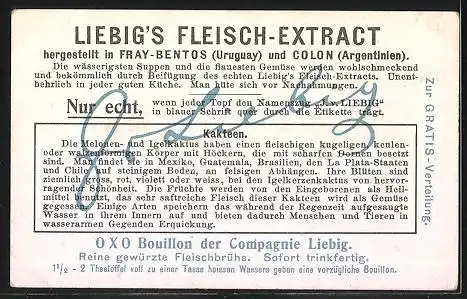 LIEBIG'S FLEISCH-EXTRACT
hergestellt in FRAY-BENTOS (Uruguay) und COLON (Argentinien).
Die wässerigsten Suppen und die flauesten Gemüse werden wohlschmeckend
und bekömmlich durch Beifügung des echten Liebig's Fleisch-Extracts. Unent-
behrlich in jeder guten Küche. Man hüte sich vor Nachahmungen.
Nur echt, wenn jeder Topf den Namenszug „J. v. LIEBIG“
in blauer Schrift quer durch die Etikette trägt.
Kakteen.
Die Melonen- und Igelkaktus haben einen fleischigen kugeligen, keulen-
oder walzenförmigen Körper mit Höckern, die mit scharfen Dornen besetzt
sind. Man findet sie in Mexiko, Guatemala, Brasilien, den La Plata-Staaten
und Chile auf steinigem Boden, an felsigen Abhängen. Ihre Blüten sind
ziemlich gross, rot, violet oder weiss, bei den Igelkerzenkaktus von hervor-
ragender Schönheit. Die Früchte werden von den Eingeborenen als Heil-
mittel benutzt, das sehr saftreiche Fleisch dieser Kakteen wird als Gemüse
gegessen. Einige Arten speichern das während der Regenzeit aufgesaugte
Wasser in ihrem Innern auf und bieten dadurch Menschen und Tieren in
wasserarmen Gegenden Erquickung.
OXO Bouillon der Compagnie Liebig.
Reine gewürzte Fleischbrühe. Sofort trinkfertig.
1½ - 2 Theelöffel voll zu einer Tasse heissen Wassers geben eine vorzügliche Bouillon.
Zur GRATIS-Verteilung.
J. v. Liebig